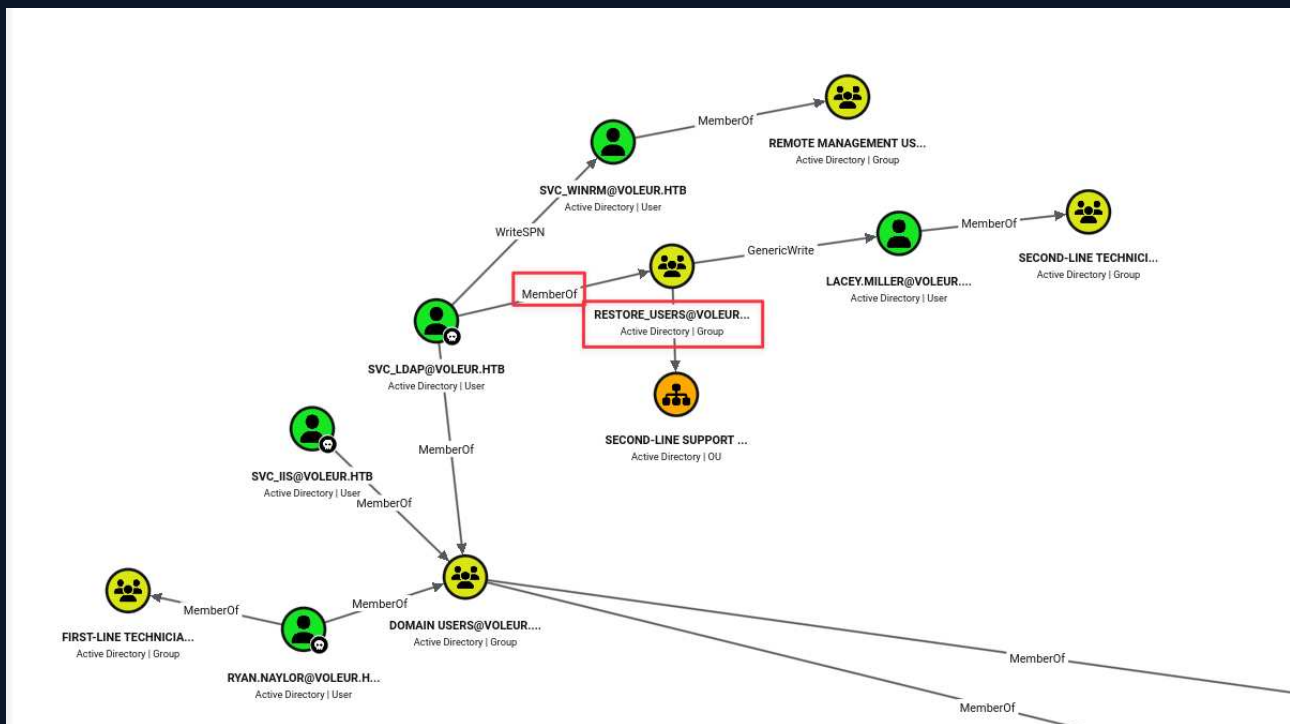 MemberOf
REMOTE MANAGEMENT US...
Active Directory | Group
SVC_WINRM@VOLEUR.HTB
Active Directory | User
WriteSPN
MemberOf
SECOND-LINE TECHNICI...
Active Directory | Group
GenericWrite
LACEY.MILLER@VOLEUR....
Active Directory | User
MemberOf
RESTORE_USERS@VOLEUR...
Active Directory | Group
SVC_LDAP@VOLEUR.HTB
Active Directory | User
SECOND-LINE SUPPORT ...
Active Directory | OU
MemberOf
SVC_IIS@VOLEUR.HTB
Active Directory | User
MemberOf
MemberOf
MemberOf
FIRST-LINE TECHNICIA...
Active Directory | Group
DOMAIN USERS@VOLEUR....
Active Directory | Group
RYAN.NAYLOR@VOLEUR.H...
Active Directory | User
MemberOf
MemberOf